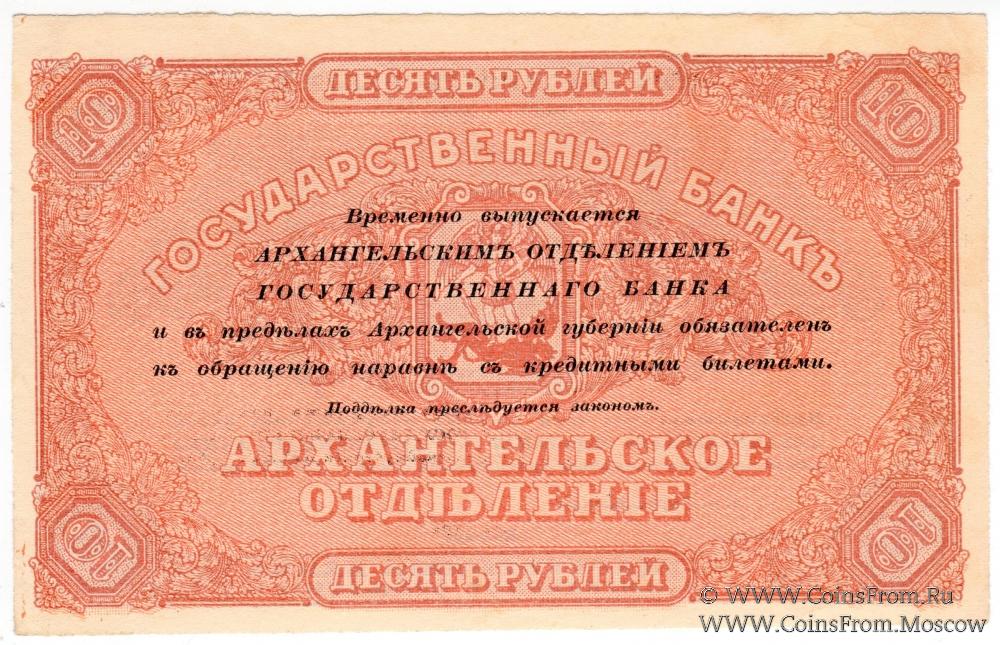 10 ДЕСЯТЬ РУБЛЕЙ 10
ГОСУДАРСТВЕННЫЙ БАНКЪ
Временно выпускается
АРХАНГЕЛЬСКИМЪ ОТДѢЛЕНІЕМЪ
ГОСУДАРСТВЕННАГО БАНКА
и въ предѣлахъ Архангельской губерніи обязателенъ
къ обращенію наравнѣ съ кредитными билетами.
Поддѣлка преслѣдуется закономъ.
АРХАНГЕЛЬСКОЕ
ОТДѢЛЕНІЕ
10 ДЕСЯТЬ РУБЛЕЙ 10
© WWW.CoinsFrom.Ru
WWW.CoinsFrom.Moscow